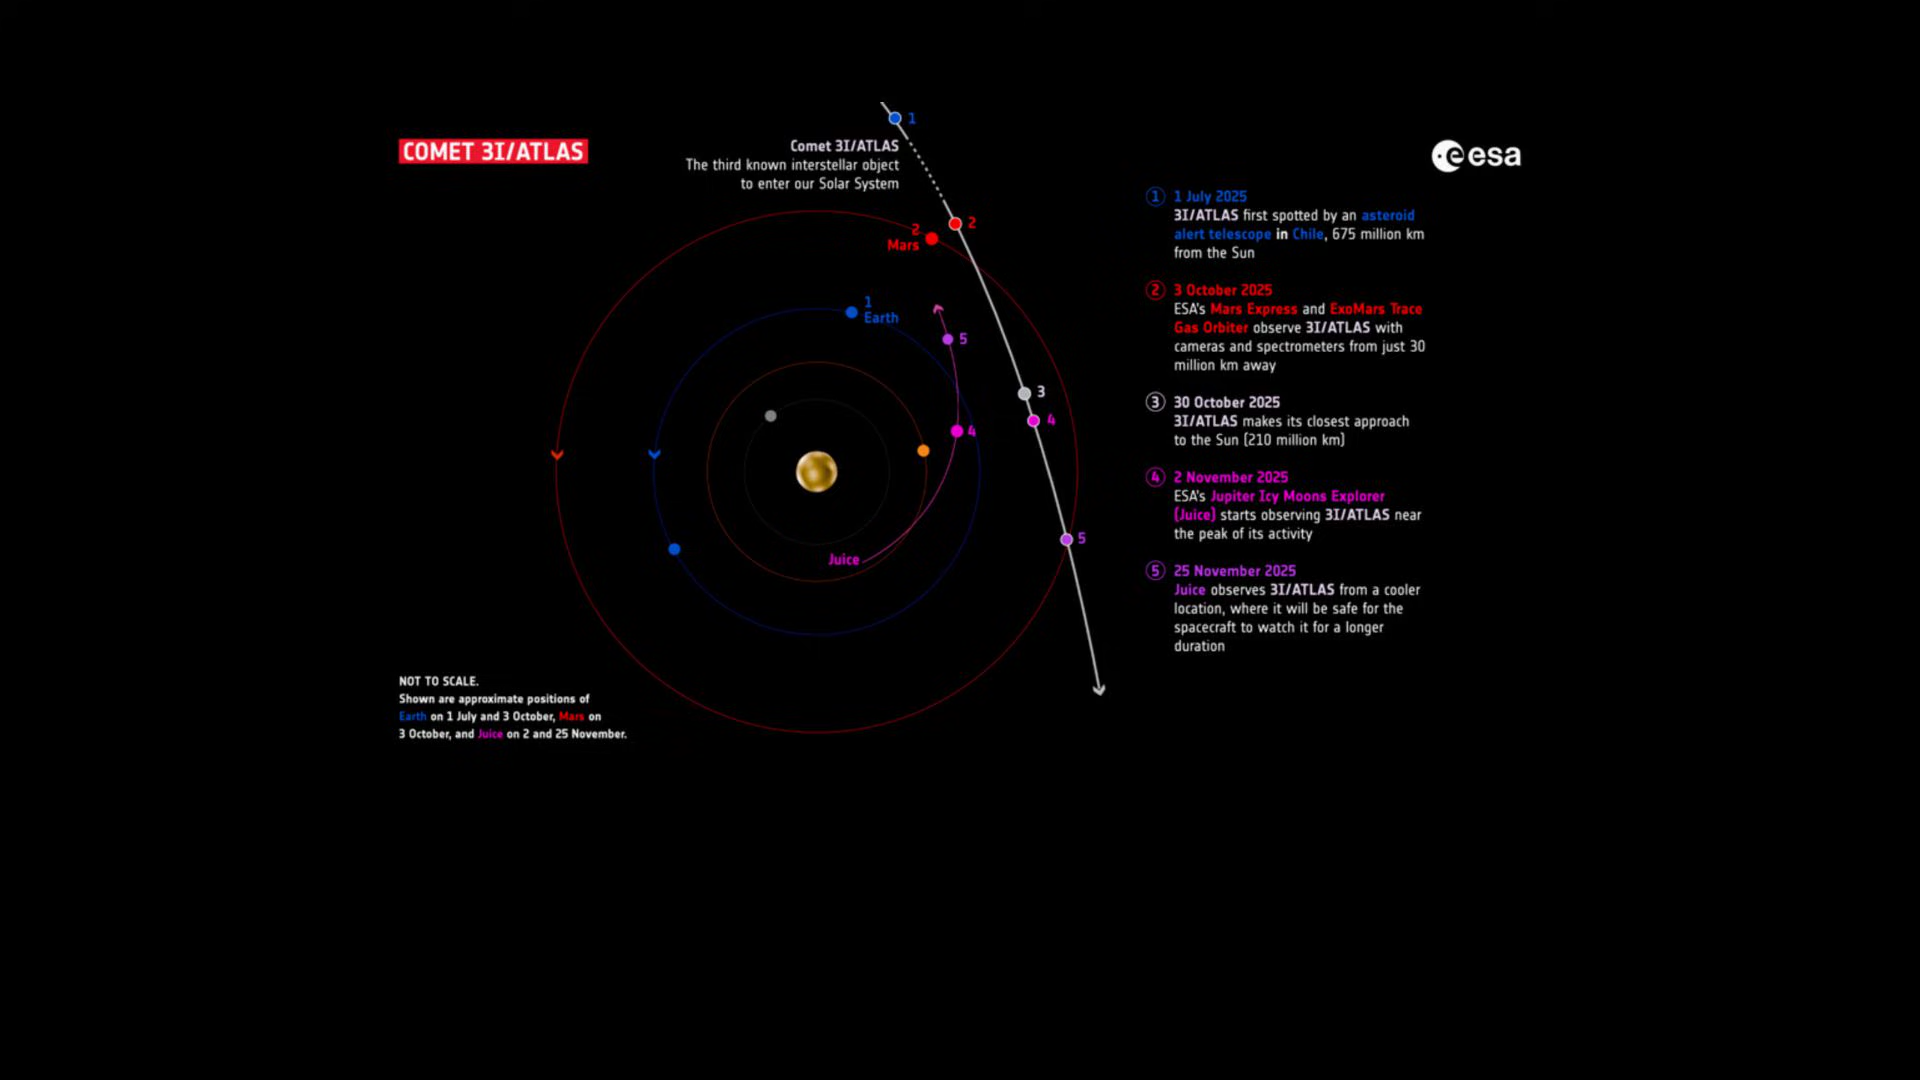 COMET 3I/ATLAS
1
Comet 3I/ATLAS
The third known interstellar object
to enter our Solar System
2
2
Mars
1
Earth
5
3
4
4
5
Juice
esa
1 1 July 2025
3I/ATLAS first spotted by an asteroid
alert telescope in Chile, 675 million km
from the Sun
2 3 October 2025
ESA's Mars Express and ExoMars Trace
Gas Orbiter observe 3I/ATLAS with
cameras and spectrometers from just 30
million km away
3 30 October 2025
3I/ATLAS makes its closest approach
to the Sun (210 million km)
4 2 November 2025
ESA's Jupiter Icy Moons Explorer
(Juice) starts observing 3I/ATLAS near
the peak of its activity
5 25 November 2025
Juice observes 3I/ATLAS from a cooler
location, where it will be safe for the
spacecraft to watch it for a longer
duration
NOT TO SCALE.
Shown are approximate positions of
Earth on 1 July and 3 October, Mars on
3 October, and Juice on 2 and 25 November.